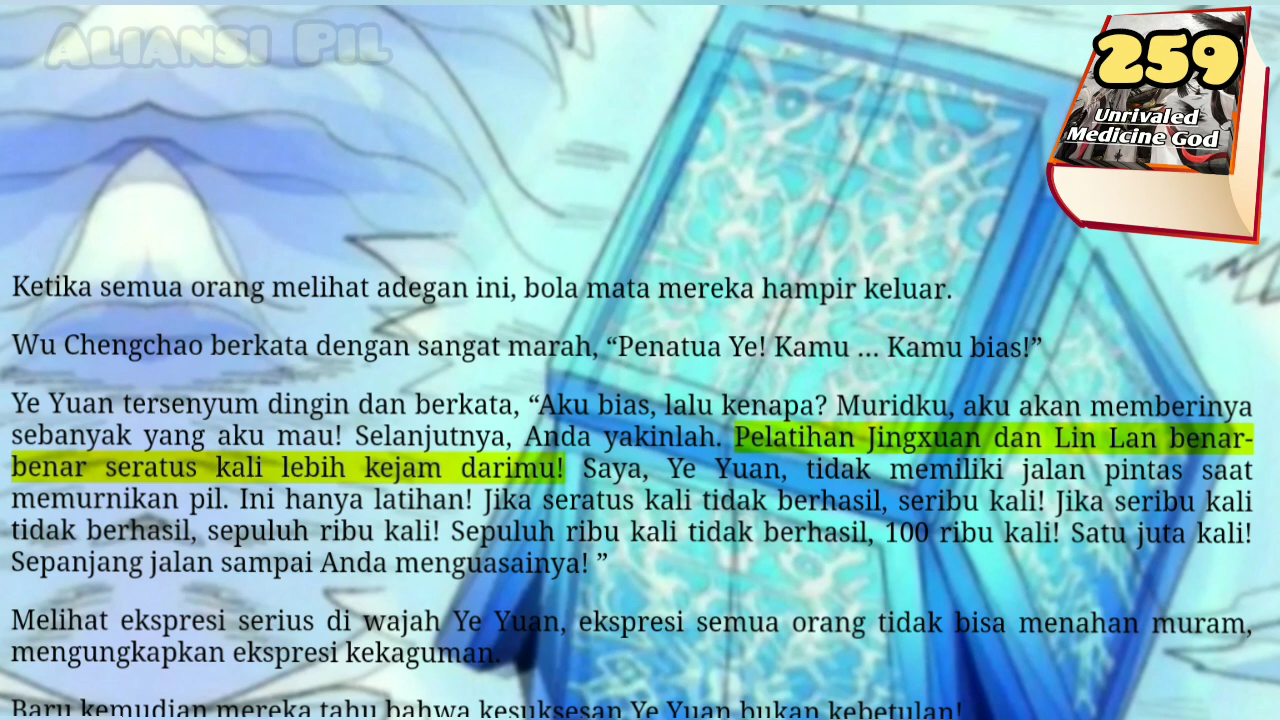 ALIANSI PIL
259
Unrivaled
Medicine God
Ketika semua orang melihat adegan ini, bola mata mereka hampir keluar.
Wu Chengchao berkata dengan sangat marah, “Penatua Ye! Kamu ... Kamu bias!”
Ye Yuan tersenyum dingin dan berkata, “Aku bias, lalu kenapa? Muridku, aku akan memberinya
sebanyak yang aku mau! Selanjutnya, Anda yakinlah. Pelatihan Jingxuan dan Lin Lan benar-
benar seratus kali lebih kejam darimu! Saya, Ye Yuan, tidak memiliki jalan pintas saat
memurnikan pil. Ini hanya latihan! Jika seratus kali tidak berhasil, seribu kali! Jika seribu kali
tidak berhasil, sepuluh ribu kali! Sepuluh ribu kali tidak berhasil, 100 ribu kali! Satu juta kali!
Sepanjang jalan sampai Anda menguasainya! ”
Melihat ekspresi serius di wajah Ye Yuan, ekspresi semua orang tidak bisa menahan muram,
mengungkapkan ekspresi kekaguman.
Baru kemudian mereka tahu bahwa kesuksesan Ye Yuan bukan kebetulan!